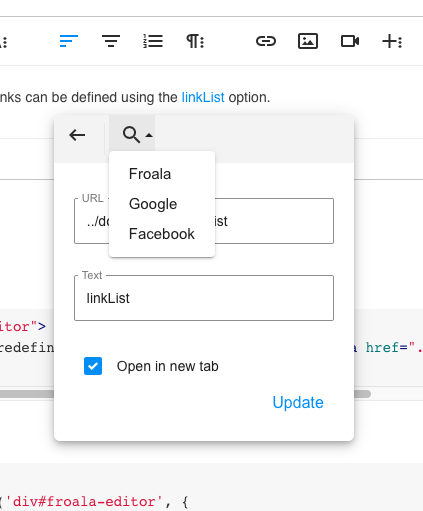 nks can be defined using the linkList option.
Froala
Google
Facebook
URL
../do
ist
Text
linkList
Open in new tab
Update
itor">
redefin
href=".
('div#froala-editor', {